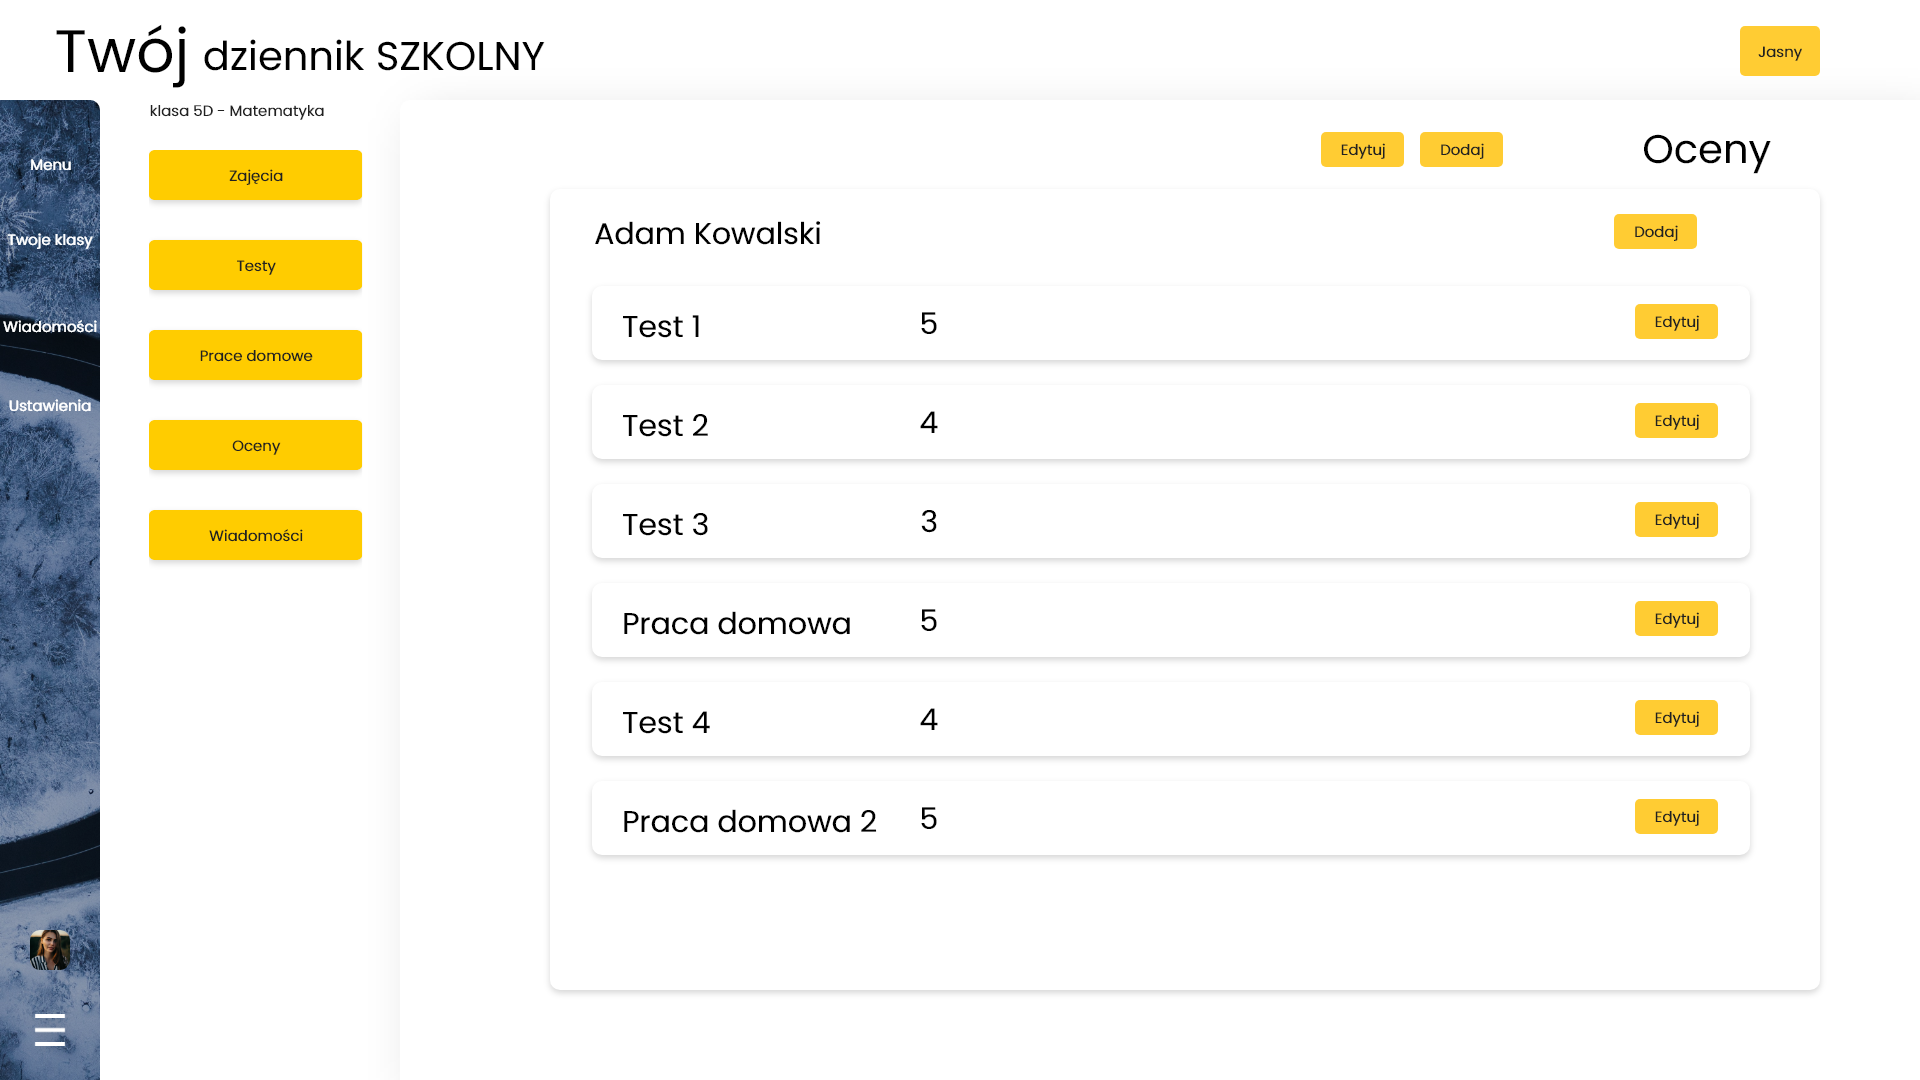 Twój dziennik SZKOLNY
Jasny
Menu
Twoje klasy
Wiadomości
Ustawienia
klasa 5D - Matematyka
Zajęcia
Testy
Prace domowe
Oceny
Wiadomości
Edytuj
Dodaj
Oceny
Adam Kowalski
Dodaj
Test 1 5 Edytuj
Test 2 4 Edytuj
Test 3 3 Edytuj
Praca domowa 5 Edytuj
Test 4 4 Edytuj
Praca domowa 2 5 Edytuj